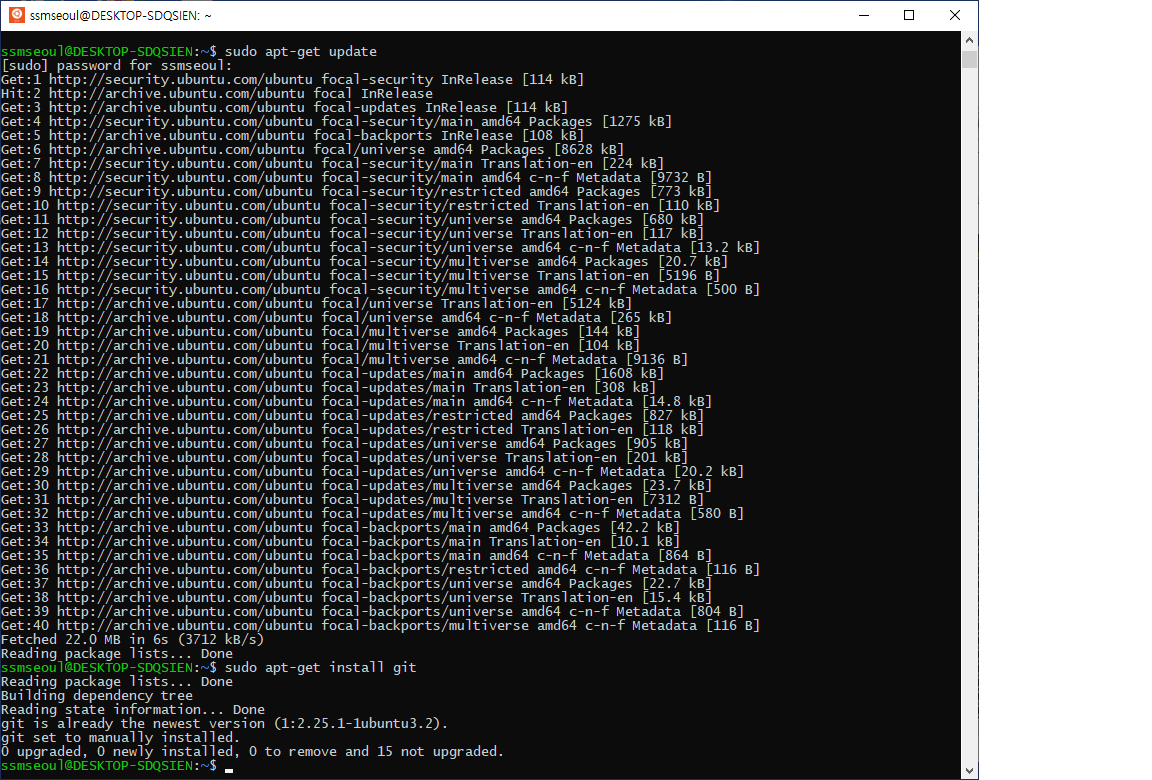 ssmseoul@DESKTOP-SDQSIEN: ~
ssmseoul@DESKTOP-SDQSIEN:~$ sudo apt-get update
[sudo] password for ssmseoul:
Get:1 http://security.ubuntu.com/ubuntu focal-security InRelease [114 kB]
Hit:2 http://archive.ubuntu.com/ubuntu focal InRelease
Get:3 http://archive.ubuntu.com/ubuntu focal-updates InRelease [114 kB]
Get:4 http://security.ubuntu.com/ubuntu focal-security/main amd64 Packages [1275 kB]
Get:5 http://archive.ubuntu.com/ubuntu focal-backports InRelease [108 kB]
Get:6 http://archive.ubuntu.com/ubuntu focal/universe amd64 Packages [8628 kB]
Get:7 http://security.ubuntu.com/ubuntu focal-security/main Translation-en [224 kB]
Get:8 http://security.ubuntu.com/ubuntu focal-security/main amd64 c-n-f Metadata [9732 B]
Get:9 http://security.ubuntu.com/ubuntu focal-security/restricted amd64 Packages [773 kB]
Get:10 http://security.ubuntu.com/ubuntu focal-security/restricted Translation-en [110 kB]
Get:11 http://security.ubuntu.com/ubuntu focal-security/universe amd64 Packages [680 kB]
Get:12 http://security.ubuntu.com/ubuntu focal-security/universe Translation-en [117 kB]
Get:13 http://security.ubuntu.com/ubuntu focal-security/universe amd64 c-n-f Metadata [13.2 kB]
Get:14 http://security.ubuntu.com/ubuntu focal-security/multiverse amd64 Packages [20.7 kB]
Get:15 http://security.ubuntu.com/ubuntu focal-security/multiverse Translation-en [5196 B]
Get:16 http://security.ubuntu.com/ubuntu focal-security/multiverse amd64 c-n-f Metadata [500 B]
Get:17 http://archive.ubuntu.com/ubuntu focal/universe Translation-en [5124 kB]
Get:18 http://archive.ubuntu.com/ubuntu focal/universe amd64 c-n-f Metadata [265 kB]
Get:19 http://archive.ubuntu.com/ubuntu focal/multiverse amd64 Packages [144 kB]
Get:20 http://archive.ubuntu.com/ubuntu focal/multiverse Translation-en [104 kB]
Get:21 http://archive.ubuntu.com/ubuntu focal/multiverse amd64 c-n-f Metadata [9136 B]
Get:22 http://archive.ubuntu.com/ubuntu focal-updates/main amd64 Packages [1608 kB]
Get:23 http://archive.ubuntu.com/ubuntu focal-updates/main Translation-en [308 kB]
Get:24 http://archive.ubuntu.com/ubuntu focal-updates/main amd64 c-n-f Metadata [14.8 kB]
Get:25 http://archive.ubuntu.com/ubuntu focal-updates/restricted amd64 Packages [827 kB]
Get:26 http://archive.ubuntu.com/ubuntu focal-updates/restricted Translation-en [118 kB]
Get:27 http://archive.ubuntu.com/ubuntu focal-updates/universe amd64 Packages [905 kB]
Get:28 http://archive.ubuntu.com/ubuntu focal-updates/universe Translation-en [201 kB]
Get:29 http://archive.ubuntu.com/ubuntu focal-updates/universe amd64 c-n-f Metadata [20.2 kB]
Get:30 http://archive.ubuntu.com/ubuntu focal-updates/multiverse amd64 Packages [23.7 kB]
Get:31 http://archive.ubuntu.com/ubuntu focal-updates/multiverse Translation-en [7312 B]
Get:32 http://archive.ubuntu.com/ubuntu focal-updates/multiverse amd64 c-n-f Metadata [580 B]
Get:33 http://archive.ubuntu.com/ubuntu focal-backports/main amd64 Packages [42.2 kB]
Get:34 http://archive.ubuntu.com/ubuntu focal-backports/main Translation-en [10.1 kB]
Get:35 http://archive.ubuntu.com/ubuntu focal-backports/main amd64 c-n-f Metadata [864 B]
Get:36 http://archive.ubuntu.com/ubuntu focal-backports/restricted amd64 c-n-f Metadata [116 B]
Get:37 http://archive.ubuntu.com/ubuntu focal-backports/universe amd64 Packages [22.7 kB]
Get:38 http://archive.ubuntu.com/ubuntu focal-backports/universe Translation-en [15.4 kB]
Get:39 http://archive.ubuntu.com/ubuntu focal-backports/universe amd64 c-n-f Metadata [804 B]
Get:40 http://archive.ubuntu.com/ubuntu focal-backports/multiverse amd64 c-n-f Metadata [116 B]
Fetched 22.0 MB in 6s (3712 kB/s)
Reading package lists... Done
ssmseoul@DESKTOP-SDQSIEN:~$ sudo apt-get install git
Reading package lists... Done
Building dependency tree
Reading state information... Done
git is already the newest version (1:2.25.1-1ubuntu3.2).
git set to manually installed.
0 upgraded, 0 newly installed, 0 to remove and 15 not upgraded.
ssmseoul@DESKTOP-SDQSIEN:~$